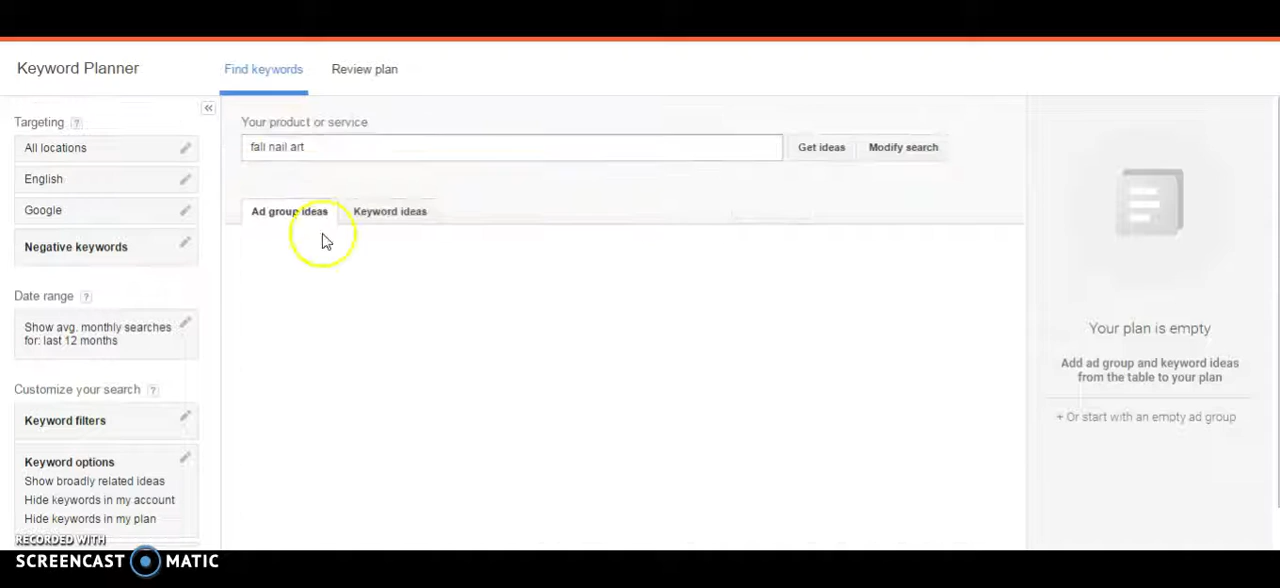 Keyword Planner
Find keywords
Review plan
«
Targeting ?
All locations
English
Google
Negative keywords
Date range ?
Show avg. monthly searches
for: last 12 months
Customize your search ?
Keyword filters
Keyword options
Show broadly related ideas
Hide keywords in my account
Hide keywords in my plan
Your product or service
fall nail art
Get ideas
Modify search
Ad group ideas
Keyword ideas
Your plan is empty
Add ad group and keyword ideas
from the table to your plan
+ Or start with an empty ad group
RECORDED WITH
SCREENCAST MATIC